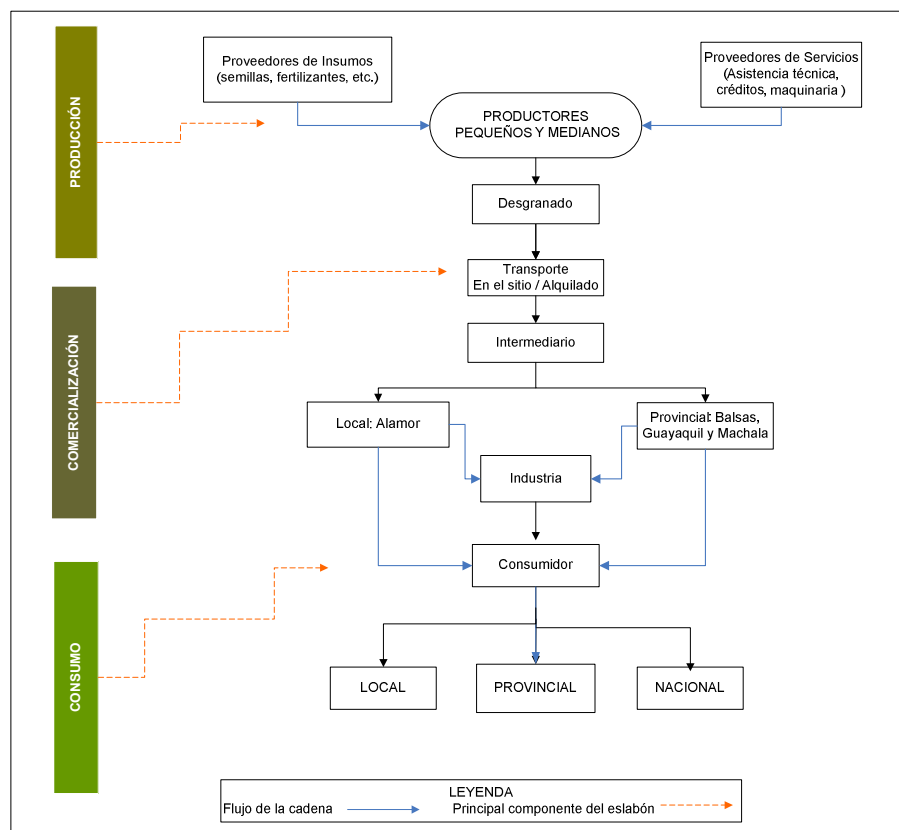 PRODUCCIÓN
Proveedores de Insumos
(semillas, fertilizantes, etc.)
Proveedores de Servicios
(Asistencia técnica,
créditos, maquinaria )
PRODUCTORES
PEQUEÑOS Y MEDIANOS
Desgranado
COMERCIALIZACIÓN
Transporte
En el sitio / Alquilado
Intermediario
Local: Alamor
Provincial: Balsas,
Guayaquil y Machala
Industria
CONSUMO
Consumidor
LOCAL
PROVINCIAL
NACIONAL
LEYENDA
Flujo de la cadena
Principal componente del eslabón